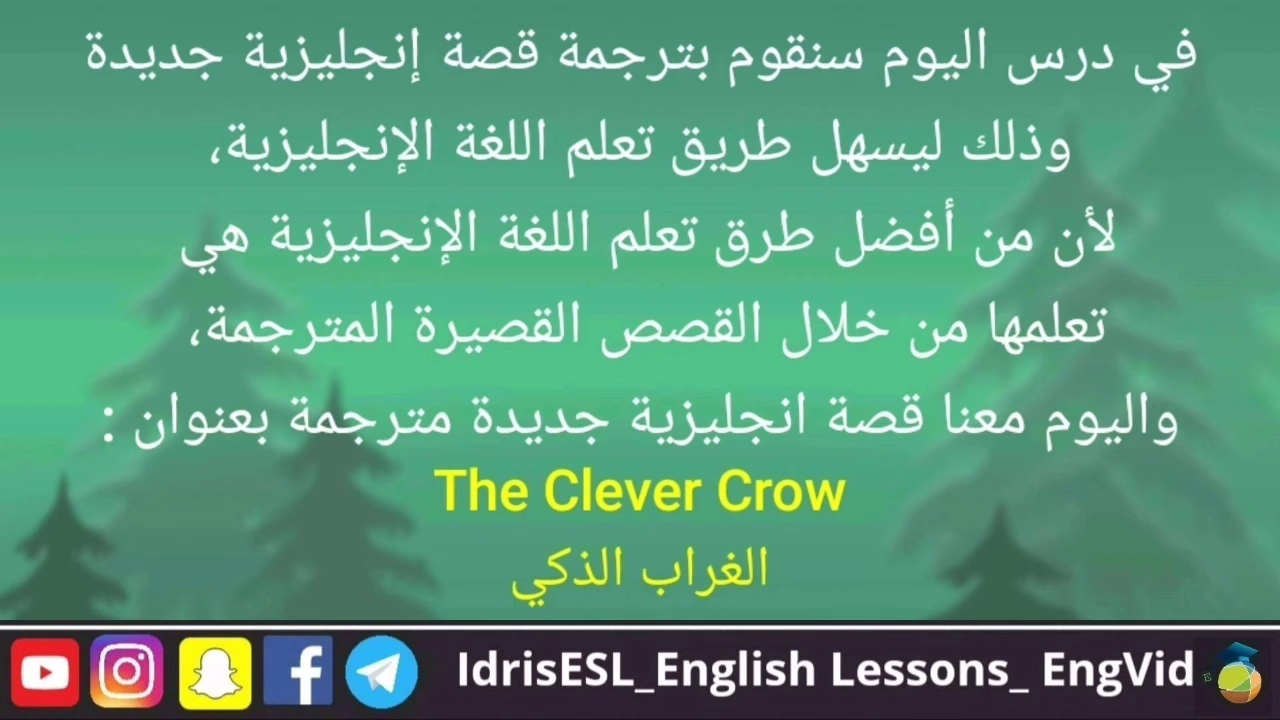 في درس اليوم سنقوم بترجمة قصة إنجليزية جديدة
وذلك ليسهل طريق تعلم اللغة الإنجليزية،
لأن من أفضل طرق تعلم اللغة الإنجليزية هي
تعلمها من خلال القصص القصيرة المترجمة،
واليوم معنا قصة انجليزية جديدة مترجمة بعنوان :
The Clever Crow
الغراب الذكي
IdrisESL_English Lessons_ EngVid